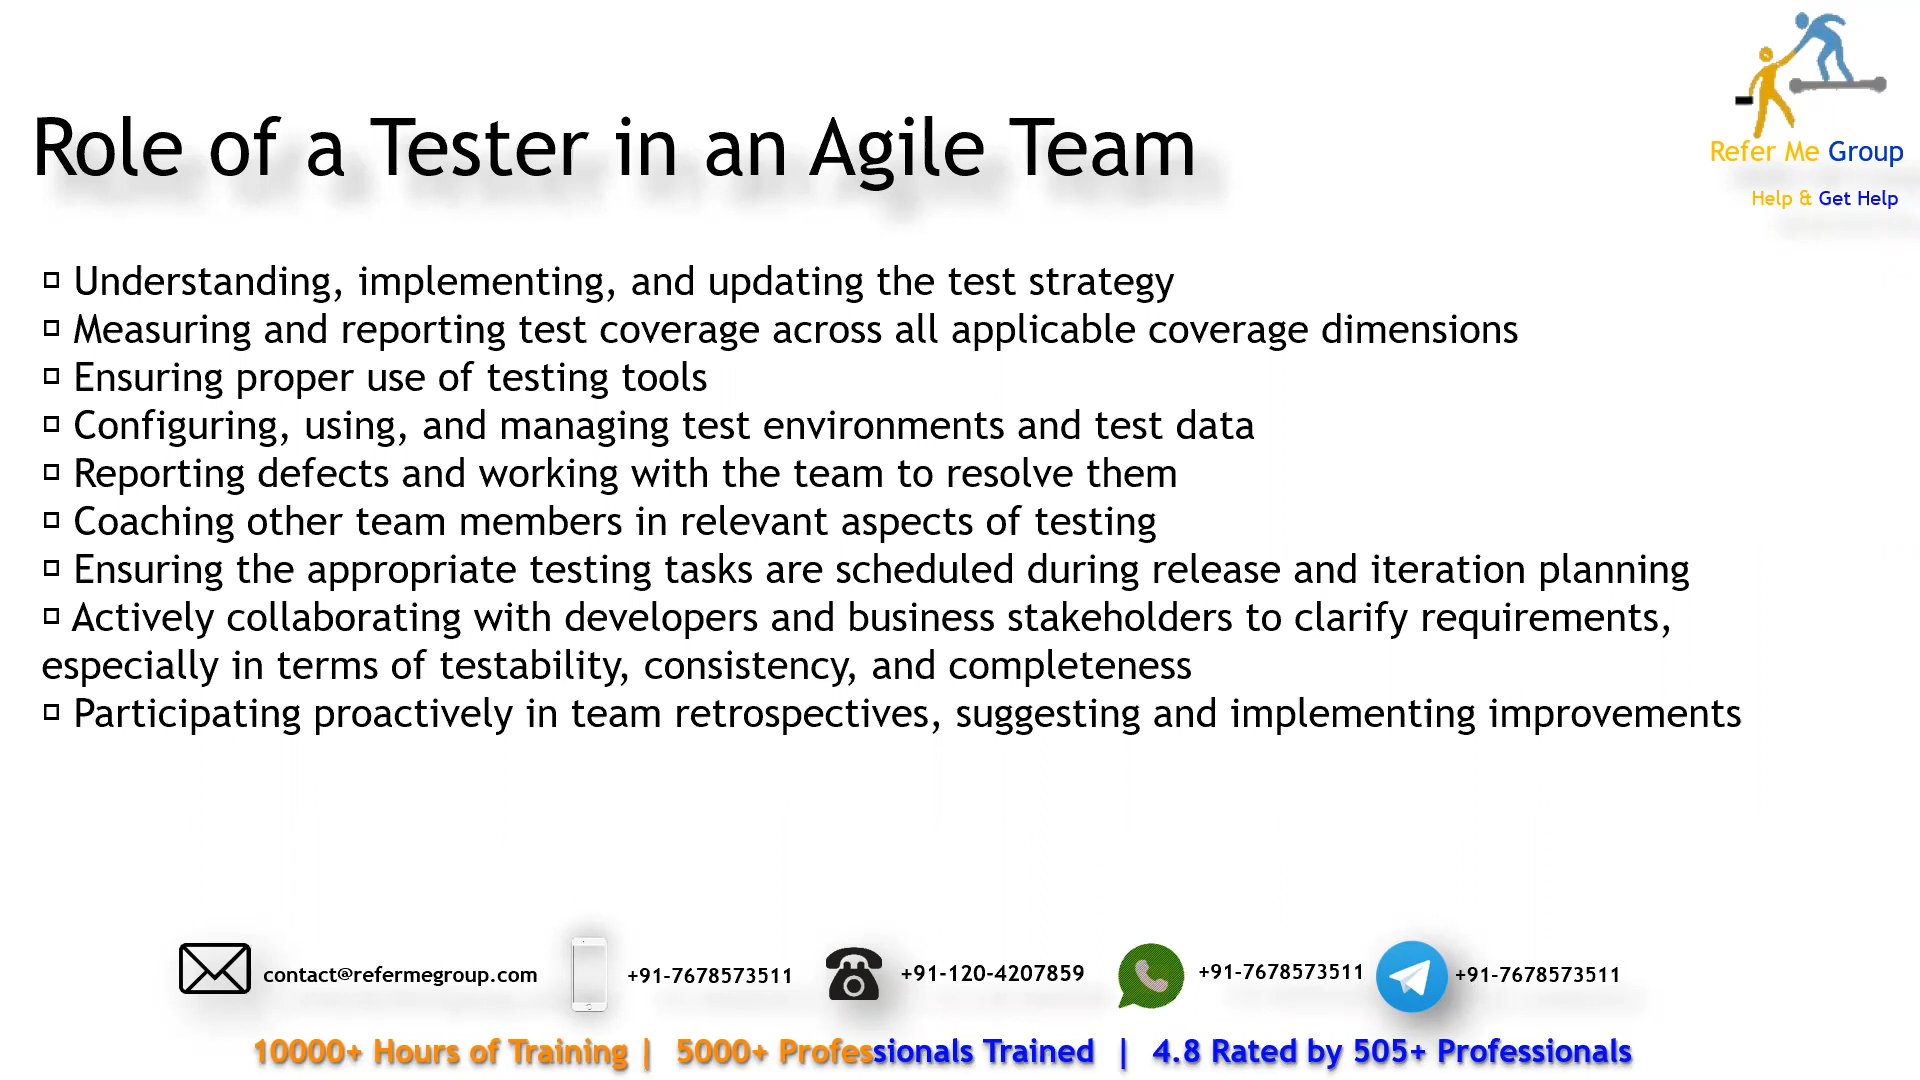 Refer Me Group
Help & Get Help
Role of a Tester in an Agile Team
Understanding, implementing, and updating the test strategy
Measuring and reporting test coverage across all applicable coverage dimensions
Ensuring proper use of testing tools
Configuring, using, and managing test environments and test data
Reporting defects and working with the team to resolve them
Coaching other team members in relevant aspects of testing
Ensuring the appropriate testing tasks are scheduled during release and iteration planning
Actively collaborating with developers and business stakeholders to clarify requirements,
especially in terms of testability, consistency, and completeness
Participating proactively in team retrospectives, suggesting and implementing improvements
contact@refermegroup.com +91-7678573511 +91-120-4207859 +91-7678573511 +91-7678573511
10000+ Hours of Training | 5000+ Professionals Trained | 4.8 Rated by 505+ Professionals